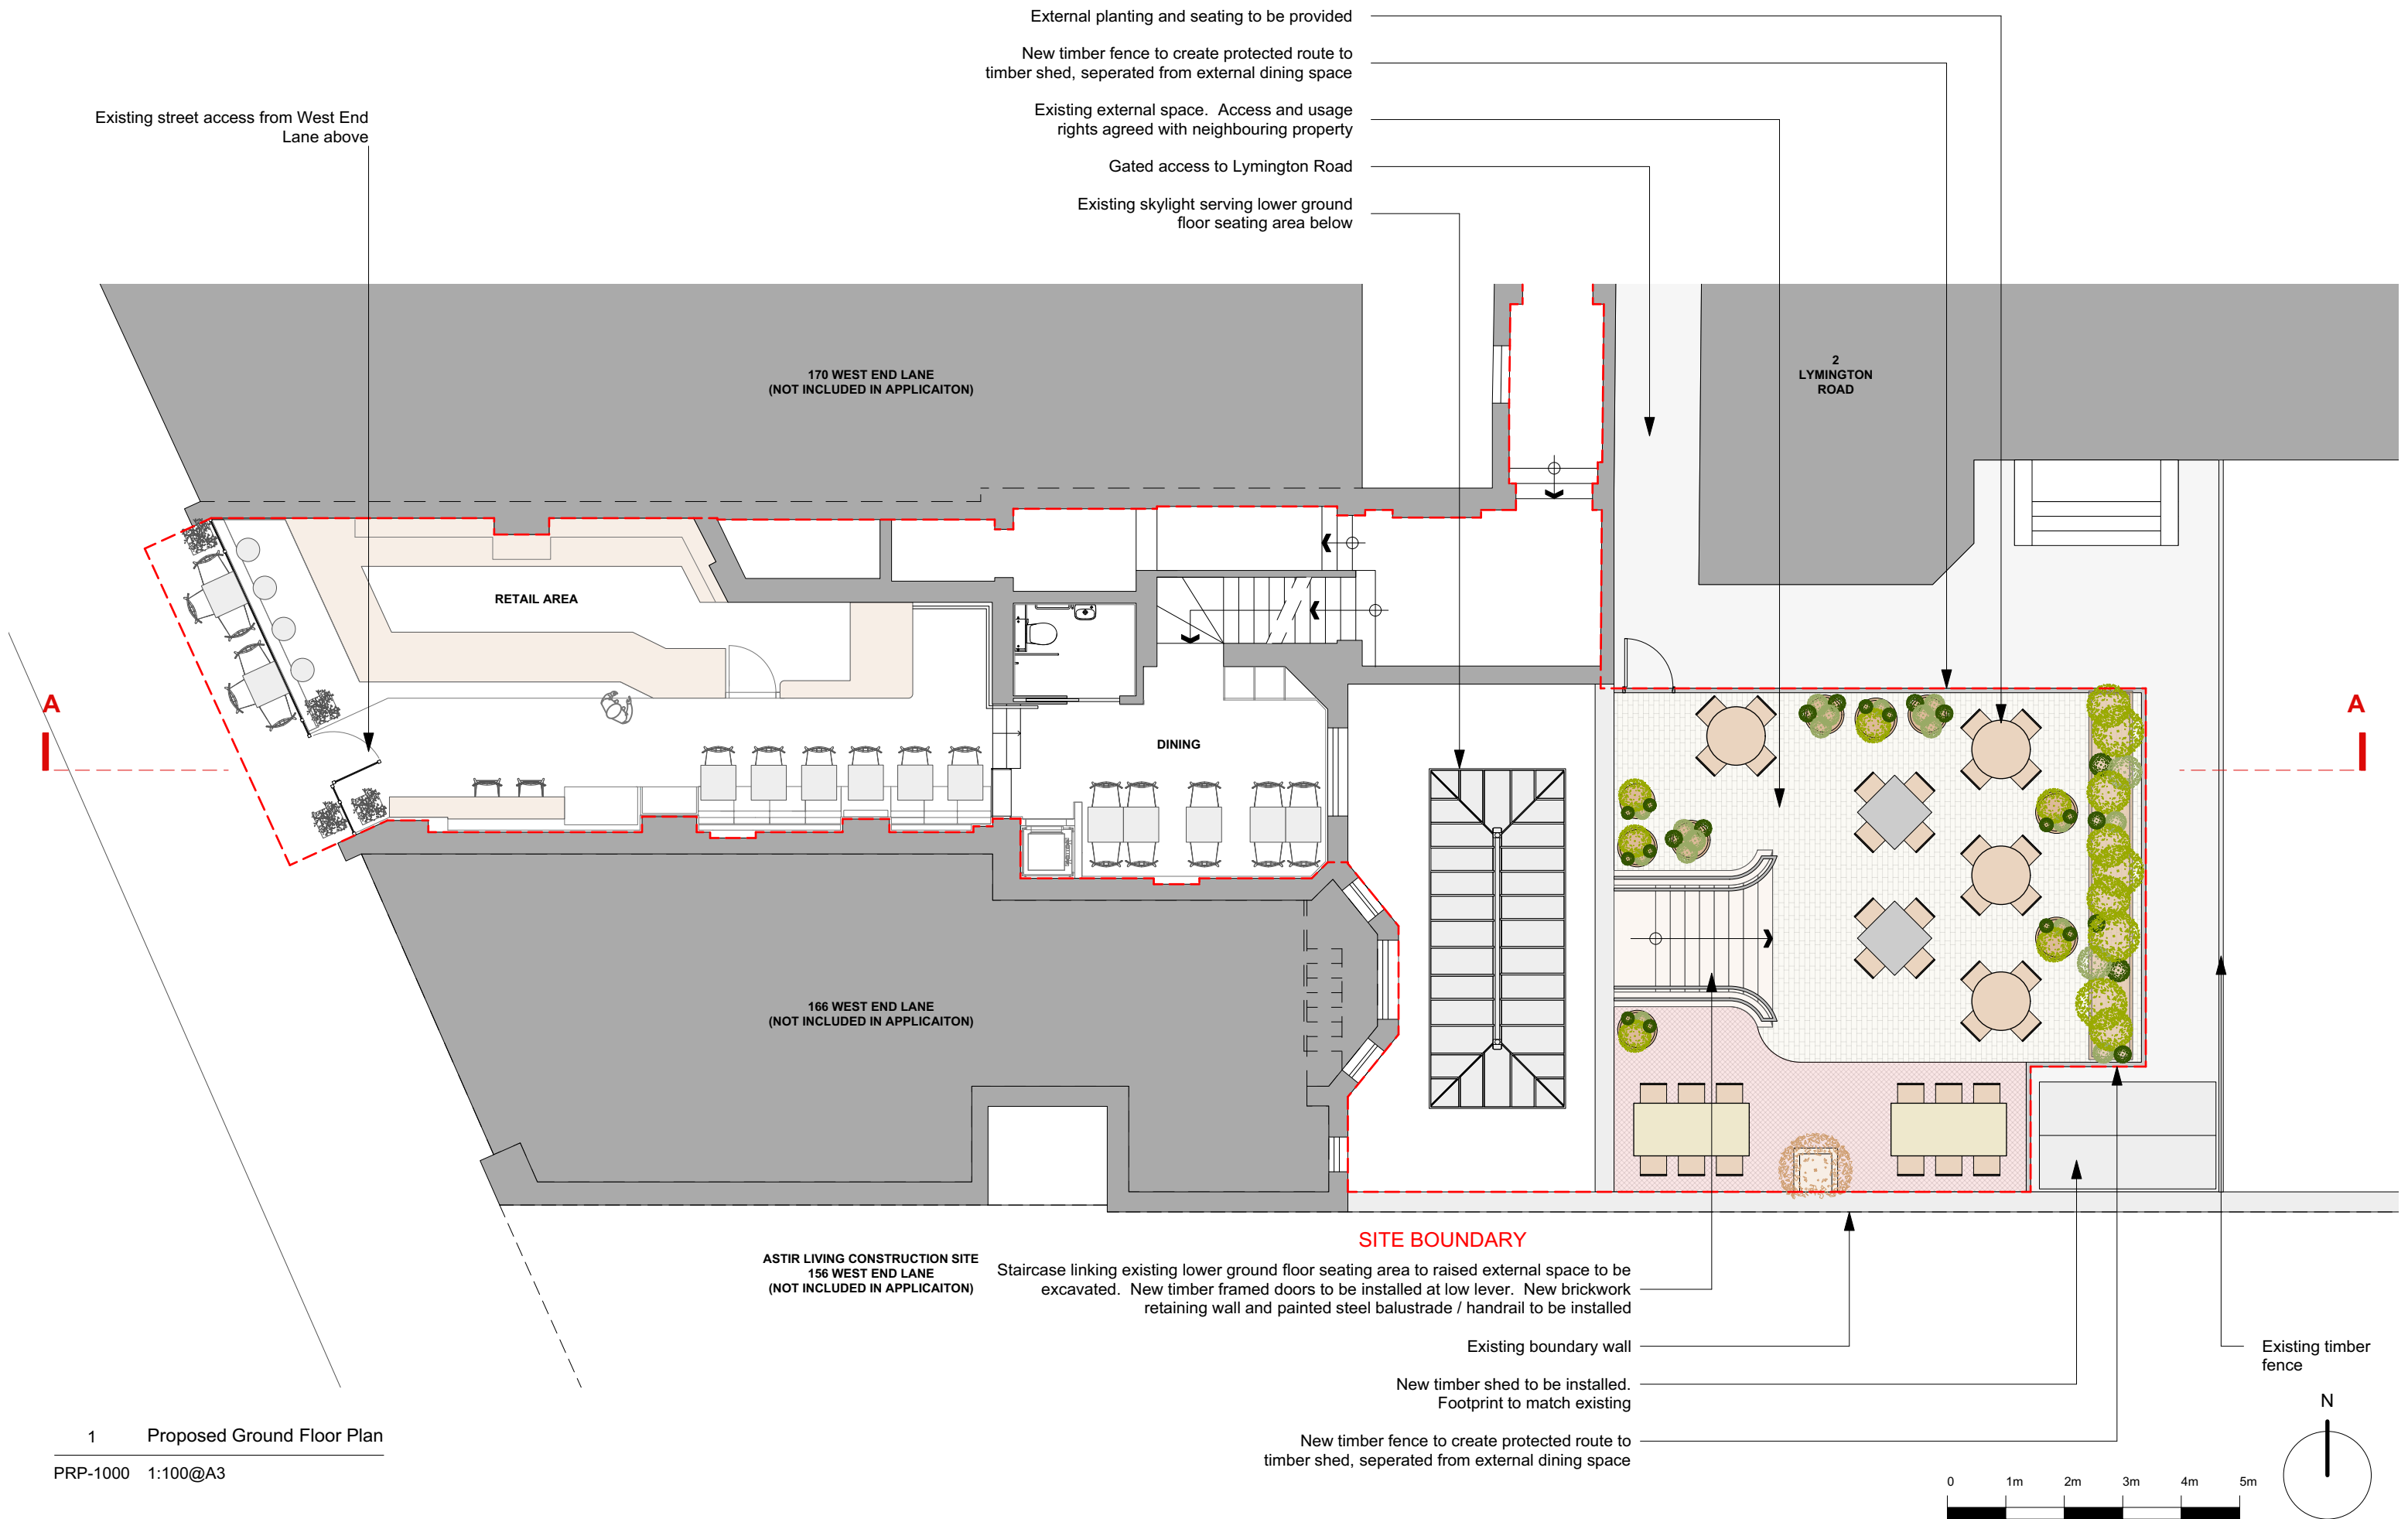 External planting and seating to be provided
New timber fence to create protected route to
timber shed, seperated from external dining space
Existing external space.  Access and usage
rights agreed with neighbouring property
Gated access to Lymington Road
Existing skylight serving lower ground
floor seating area below
Existing street access from West End
Lane above
170 WEST END LANE
(NOT INCLUDED IN APPLICAITON)
2
LYMINGTON
ROAD
RETAIL AREA
DINING
A
A
166 WEST END LANE
(NOT INCLUDED IN APPLICAITON)
SITE BOUNDARY
ASTIR LIVING CONSTRUCTION SITE
156 WEST END LANE
(NOT INCLUDED IN APPLICAITON)
Staircase linking existing lower ground floor seating area to raised external space to be
excavated.  New timber framed doors to be installed at low lever.  New brickwork
retaining wall and painted steel balustrade / handrail to be installed
Existing boundary wall
Existing timber
fence
New timber shed to be installed.
Footprint to match existing
New timber fence to create protected route to
timber shed, seperated from external dining space
1 Proposed Ground Floor Plan
PRP-1000 1:100@A3
N
0 1m 2m 3m 4m 5m